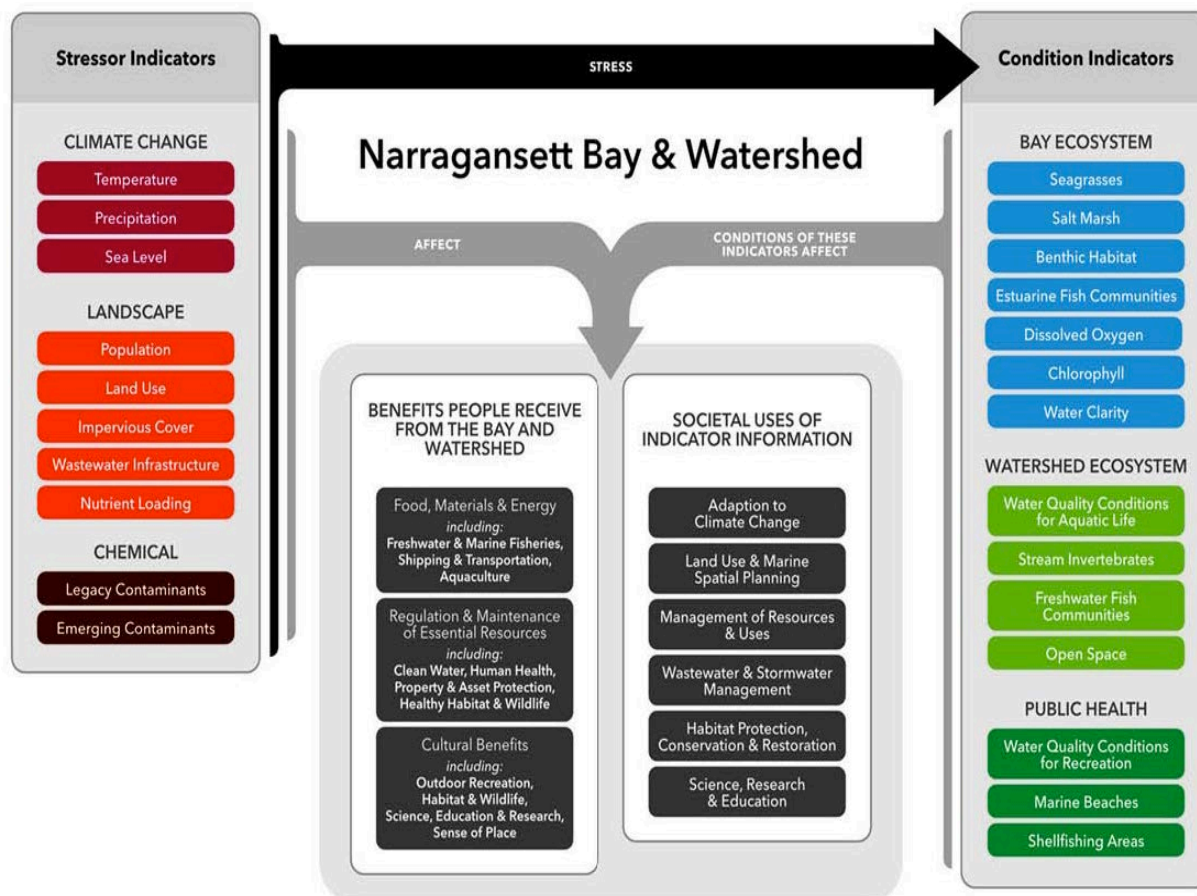 Stressor Indicators
CLIMATE CHANGE
Temperature
Precipitation
Sea Level
LANDSCAPE
Population
Land Use
Impervious Cover
Wastewater Infrastructure
Nutrient Loading
CHEMICAL
Legacy Contaminants
Emerging Contaminants
STRESS
Narragansett Bay & Watershed
AFFECT
CONDITIONS OF THESE
INDICATORS AFFECT
BENEFITS PEOPLE RECEIVE
FROM THE BAY AND
WATERSHED
Food, Materials & Energy
including:
Freshwater & Marine Fisheries,
Shipping & Transportation,
Aquaculture
Regulation & Maintenance
of Essential Resources
including:
Clean Water, Human Health,
Property & Asset Protection,
Healthy Habitat & Wildlife
Cultural Benefits
including:
Outdoor Recreation,
Habitat & Wildlife,
Science, Education & Research,
Sense of Place
SOCIETAL USES OF
INDICATOR INFORMATION
Adaption to
Climate Change
Land Use & Marine
Spatial Planning
Management of Resources
& Uses
Wastewater & Stormwater
Management
Habitat Protection,
Conservation & Restoration
Science, Research
& Education
Condition Indicators
BAY ECOSYSTEM
Seagrasses
Salt Marsh
Benthic Habitat
Estuarine Fish Communities
Dissolved Oxygen
Chlorophyll
Water Clarity
WATERSHED ECOSYSTEM
Water Quality Conditions
for Aquatic Life
Stream Invertebrates
Freshwater Fish
Communities
Open Space
PUBLIC HEALTH
Water Quality Conditions
for Recreation
Marine Beaches
Shellfishing Areas